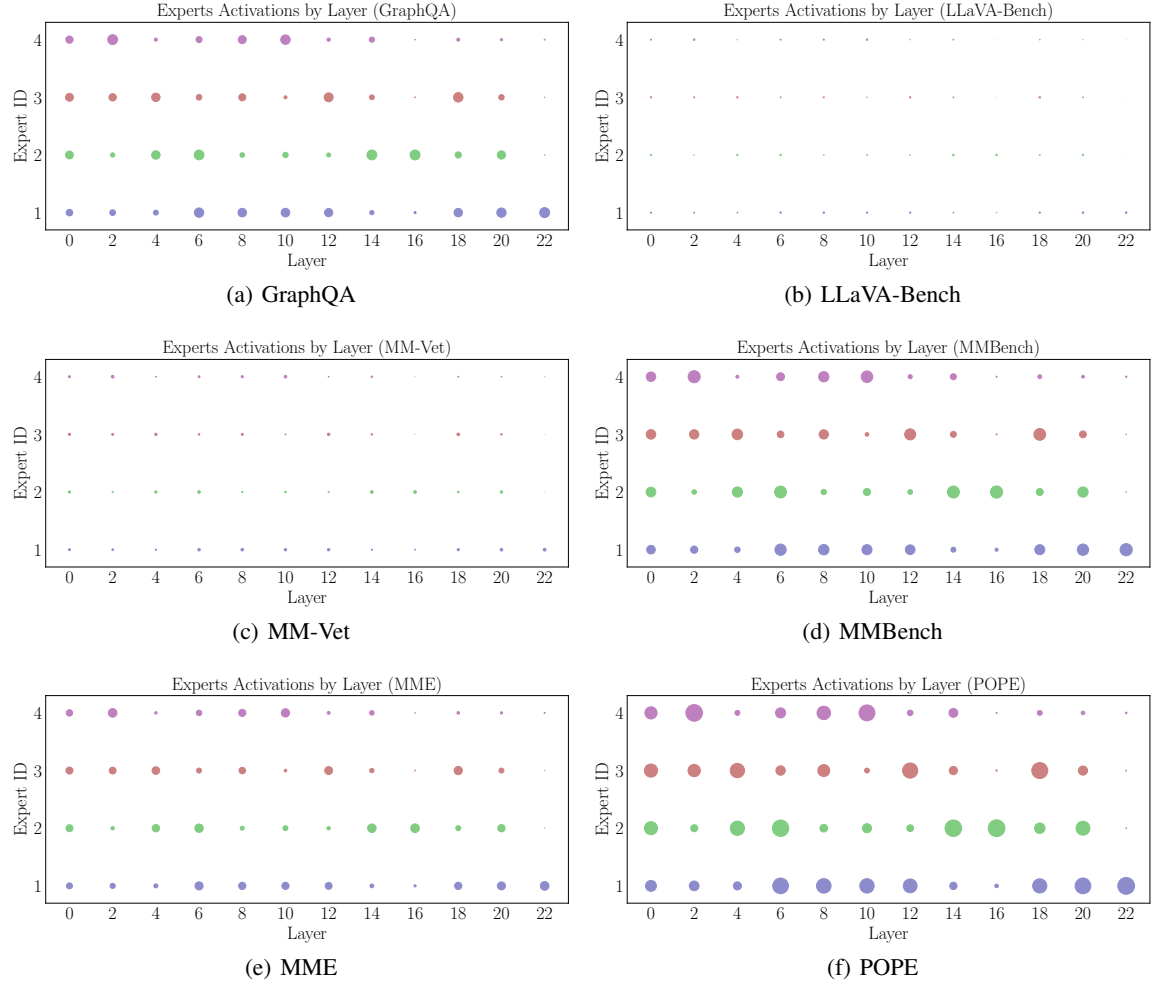 Experts Activations by Layer (GraphQA)
Expert ID
4
3
2
1
0 2 4 6 8 10 12 14 16 18 20 22
Layer
(a) GraphQA
Experts Activations by Layer (LLaVA-Bench)
Expert ID
4
3
2
1
0 2 4 6 8 10 12 14 16 18 20 22
Layer
(b) LLaVA-Bench
Experts Activations by Layer (MM-Vet)
Expert ID
4
3
2
1
0 2 4 6 8 10 12 14 16 18 20 22
Layer
(c) MM-Vet
Experts Activations by Layer (MMBench)
Expert ID
4
3
2
1
0 2 4 6 8 10 12 14 16 18 20 22
Layer
(d) MMBench
Experts Activations by Layer (MME)
Expert ID
4
3
2
1
0 2 4 6 8 10 12 14 16 18 20 22
Layer
(e) MME
Experts Activations by Layer (POPE)
Expert ID
4
3
2
1
0 2 4 6 8 10 12 14 16 18 20 22
Layer
(f) POPE